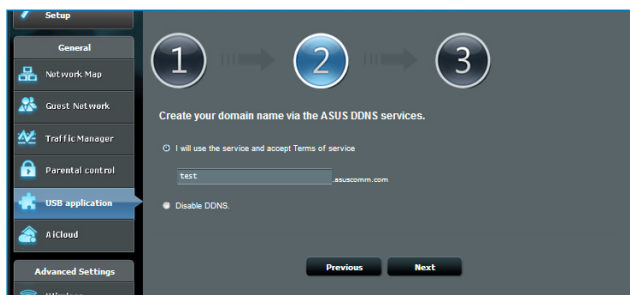 Setup
General
Network Map
Guest Network
Traffic Manager
Parental control
USB application
AiCloud
Advanced Settings
Wireless
1
2
3
Create your domain name via the ASUS DDNS services.
I will use the service and accept Terms of service
test
.asuscomm.com
Disable DDNS.
Previous
Next